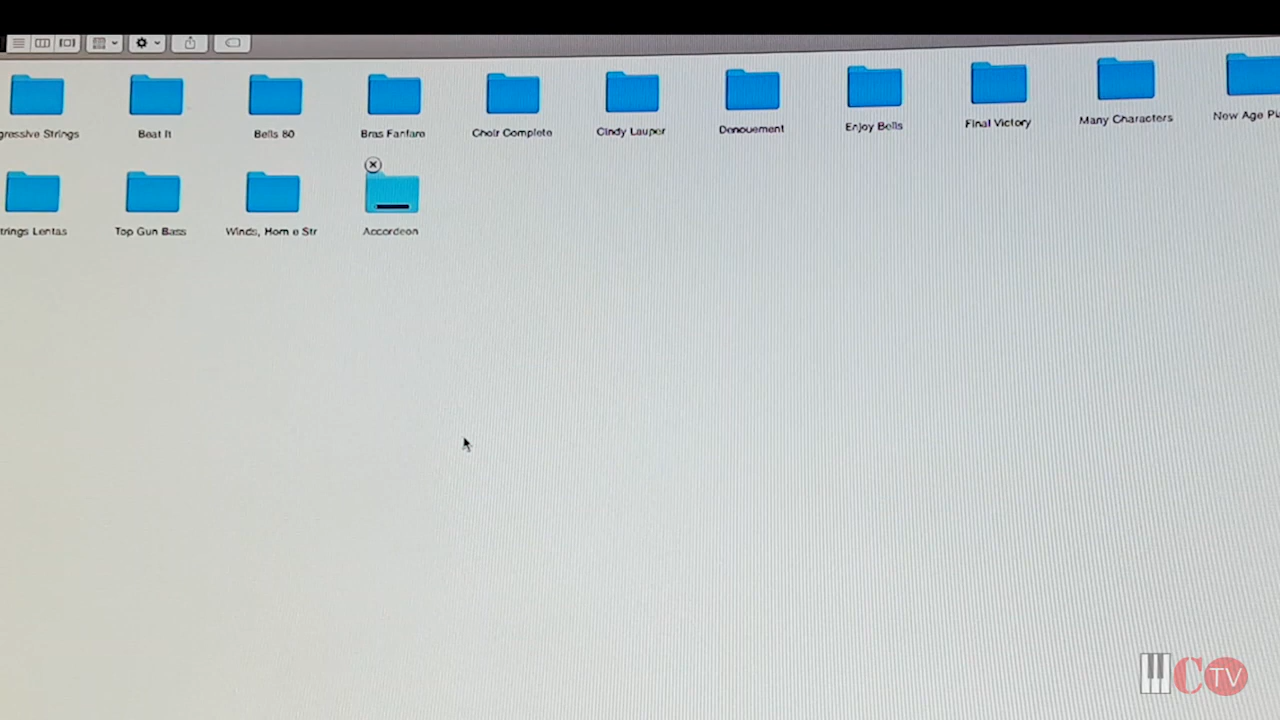 gressive Strings
Beat It
Bells 80
Bras Fanfare
Choir Complete
Cindy Lauper
Denouement
Enjoy Bells
Final Victory
Many Characters
New Age Pi
trings Lentas
Top Gun Bass
Winds, Horn e Str
Accordeon
C TV